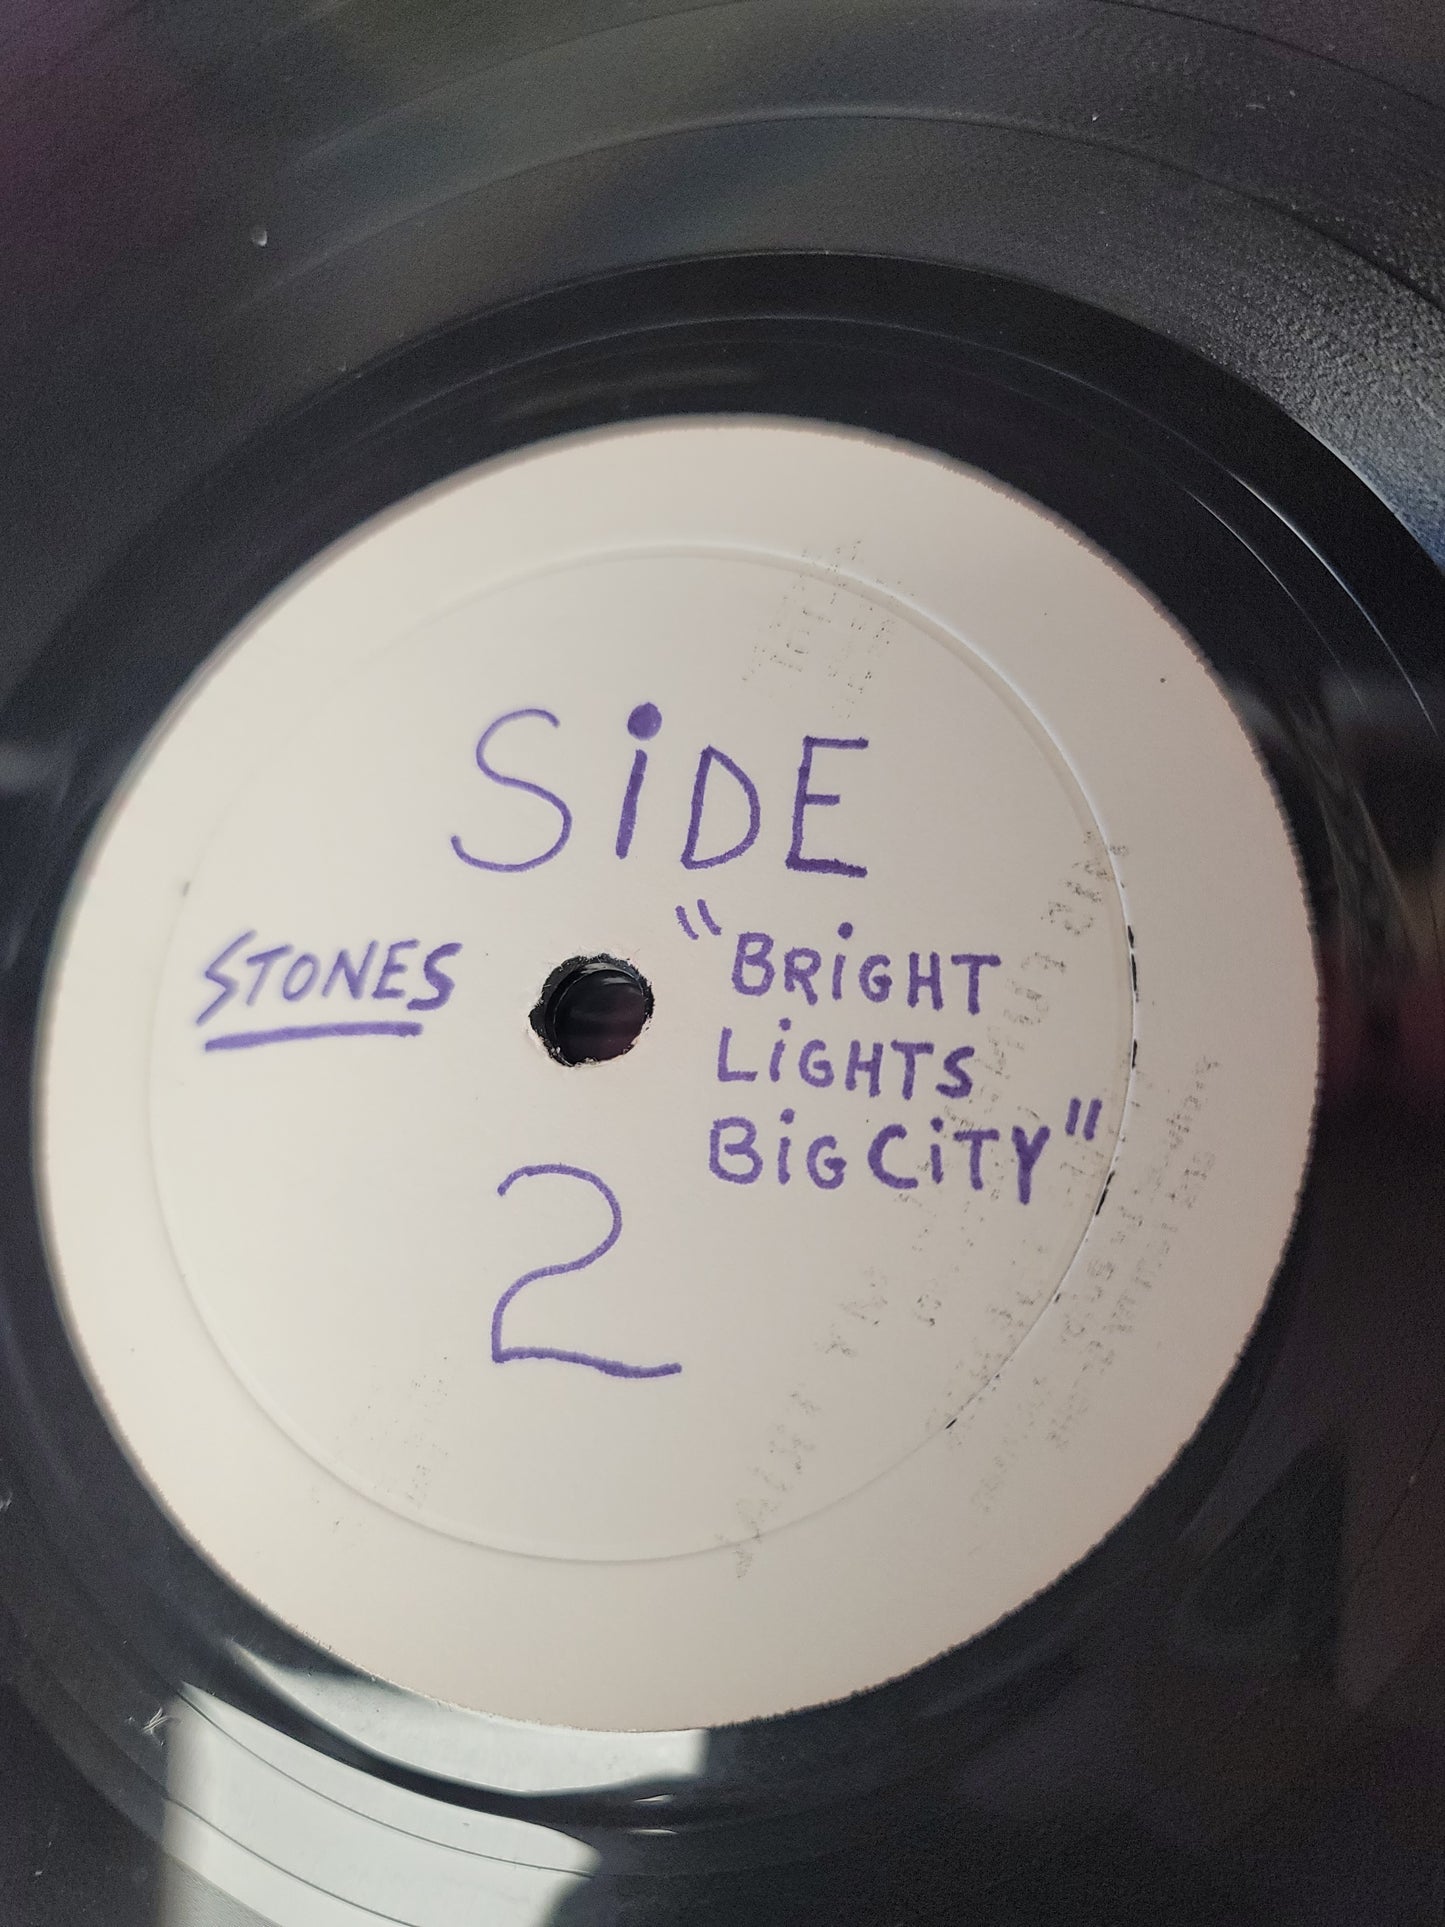 SiDE
STONES
"BRiGHT
LiGHTS
BiG CiTY"
2